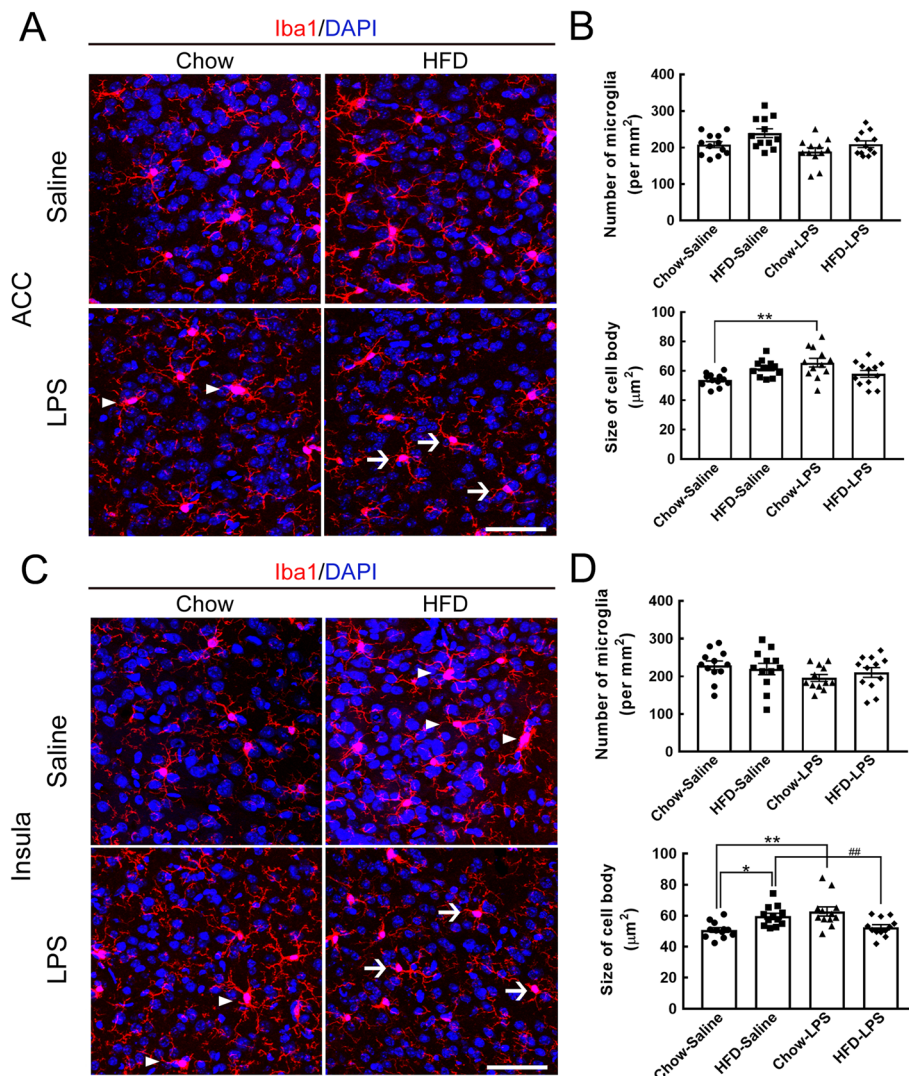 A
Iba1/DAPI
Chow
HFD
ACC
Saline
LPS
B
Number of microglia
(per mm2)
400
300
200
100
0
Chow-Saline
HFD-Saline
Chow-LPS
HFD-LPS
Size of cell body
(μm2)
100
80
60
40
20
0
**
Chow-Saline
HFD-Saline
Chow-LPS
HFD-LPS
C
Iba1/DAPI
Chow
HFD
Insula
Saline
LPS
D
Number of microglia
(per mm2)
400
300
200
100
0
Chow-Saline
HFD-Saline
Chow-LPS
HFD-LPS
Size of cell body
(μm2)
100
80
60
40
20
0
**
*
##
Chow-Saline
HFD-Saline
Chow-LPS
HFD-LPS